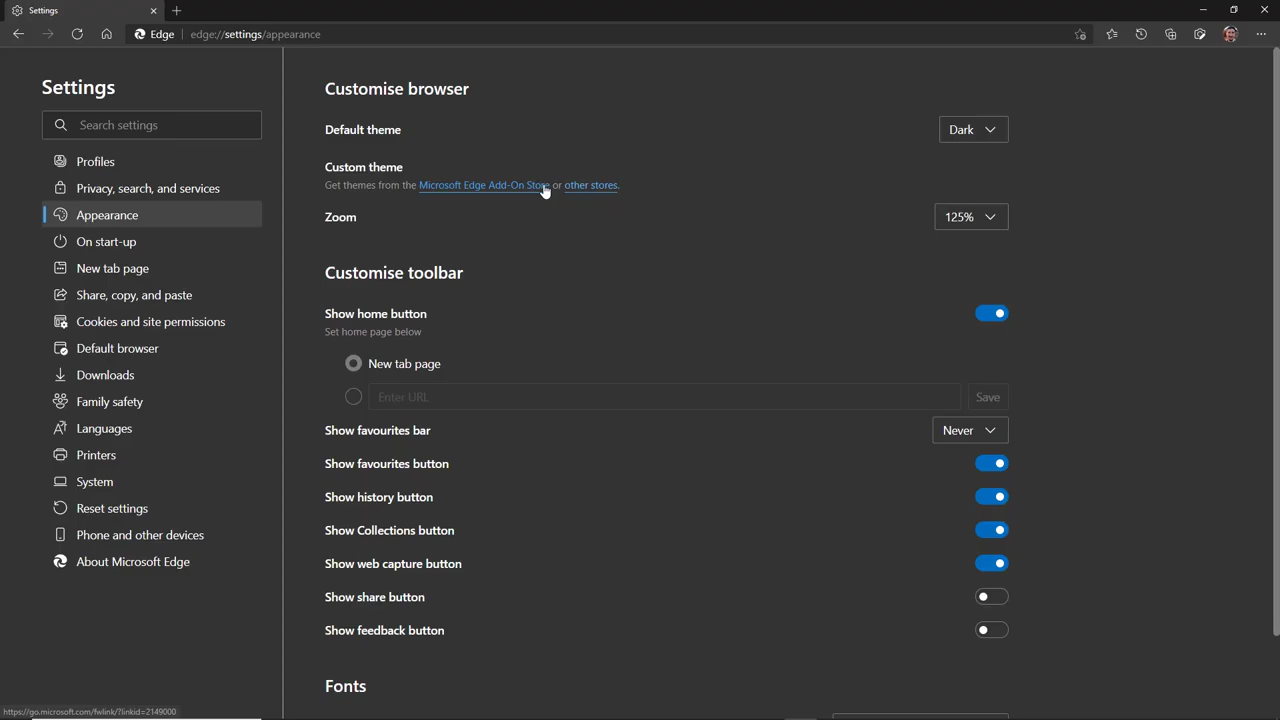 Settings
Edge
edge://settings/appearance
Settings
Search settings
Profiles
Privacy, search, and services
Appearance
On start-up
New tab page
Share, copy, and paste
Cookies and site permissions
Default browser
Downloads
Family safety
Languages
Printers
System
Reset settings
Phone and other devices
About Microsoft Edge
Customise browser
Default theme
Dark
Custom theme
Get themes from the Microsoft Edge Add-On Store or other stores.
Zoom
125%
Customise toolbar
Show home button
Set home page below
New tab page
Enter URL
Save
Show favourites bar
Never
Show favourites button
Show history button
Show Collections button
Show web capture button
Show share button
Show feedback button
Fonts
https://go.microsoft.com/fwlink/?linkid=2149000